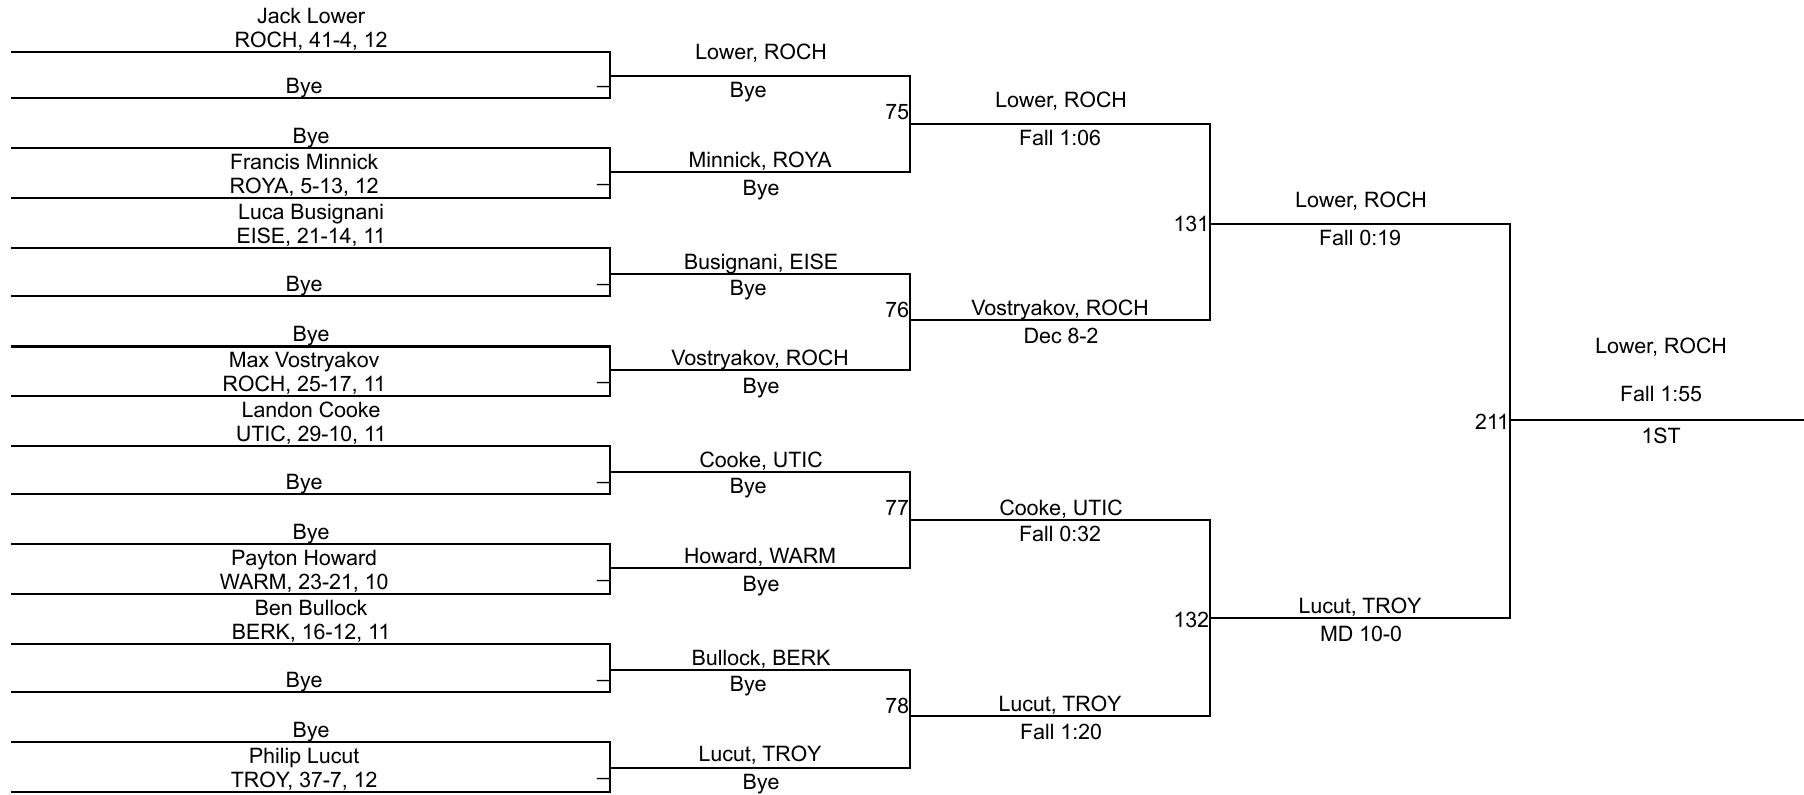 Jack Lower
ROCH, 41-4, 12
Bye
Bye
Francis Minnick
ROYA, 5-13, 12
Luca Busignani
EISE, 21-14, 11
Bye
Bye
Max Vostryakov
ROCH, 25-17, 11
Landon Cooke
UTIC, 29-10, 11
Bye
Bye
Payton Howard
WARM, 23-21, 10
Ben Bullock
BERK, 16-12, 11
Bye
Bye
Philip Lucut
TROY, 37-7, 12
Lower, ROCH
Bye
75
Minnick, ROYA
Bye
Busignani, EISE
Bye
76
Vostryakov, ROCH
Bye
Cooke, UTIC
Bye
77
Howard, WARM
Bye
Bullock, BERK
Bye
78
Lucut, TROY
Bye
Lower, ROCH
Fall 1:06
131
Vostryakov, ROCH
Dec 8-2
Cooke, UTIC
Fall 0:32
132
Lucut, TROY
Fall 1:20
Lower, ROCH
Fall 0:19
211
Lucut, TROY
MD 10-0
Lower, ROCH
Fall 1:55
1ST